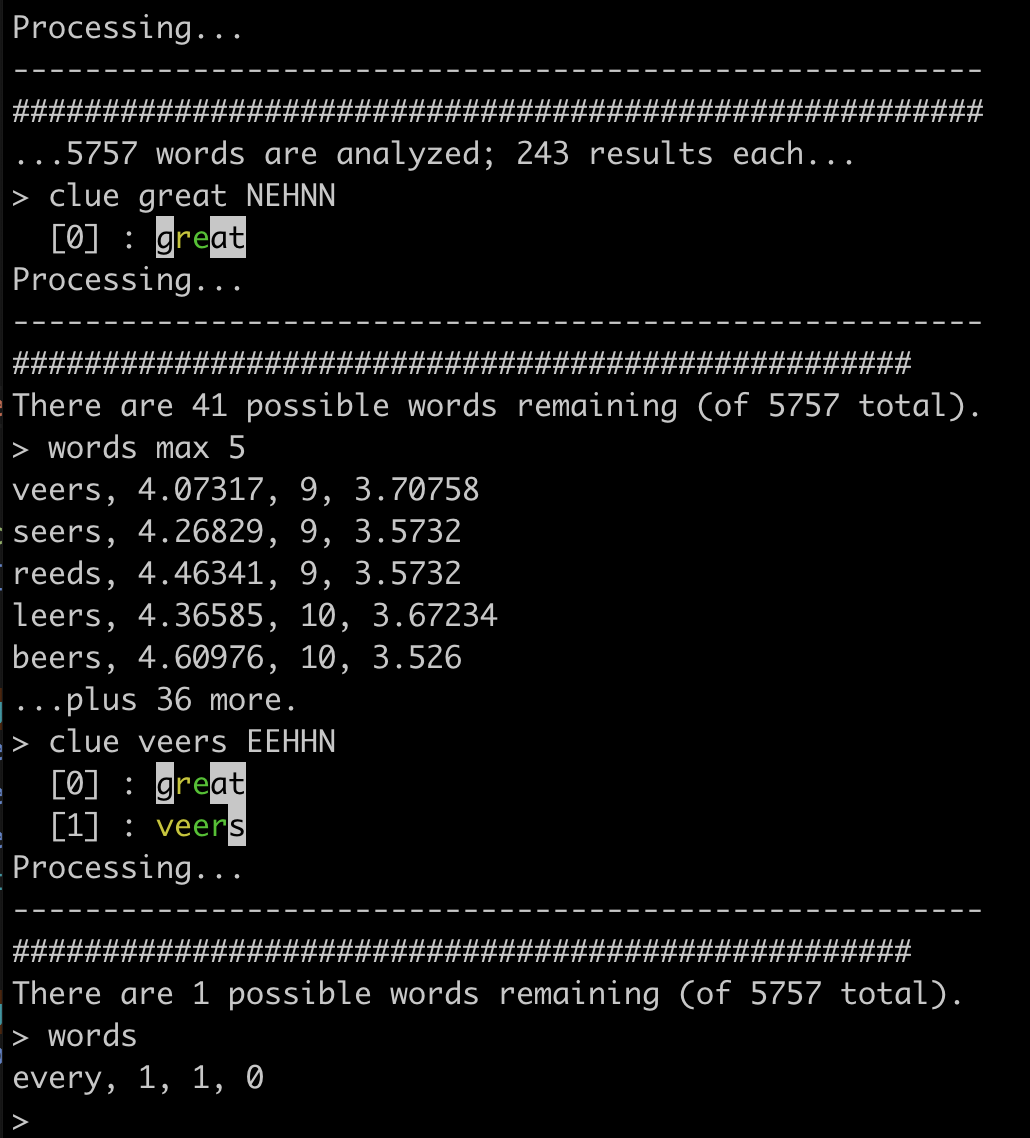 Processing...
------------------------------------------------------
######################################################
...5757 words are analyzed; 243 results each...
> clue great NEHNN
[0] : great
Processing...
------------------------------------------------------
##################################################
There are 41 possible words remaining (of 5757 total).
> words max 5
veers, 4.07317, 9, 3.70758
seers, 4.26829, 9, 3.5732
reeds, 4.46341, 9, 3.5732
leers, 4.36585, 10, 3.67234
beers, 4.60976, 10, 3.526
...plus 36 more.
> clue veers EEHHN
[0] : great
[1] : veers
Processing...
------------------------------------------------------
##################################################
There are 1 possible words remaining (of 5757 total).
> words
every, 1, 1, 0
>